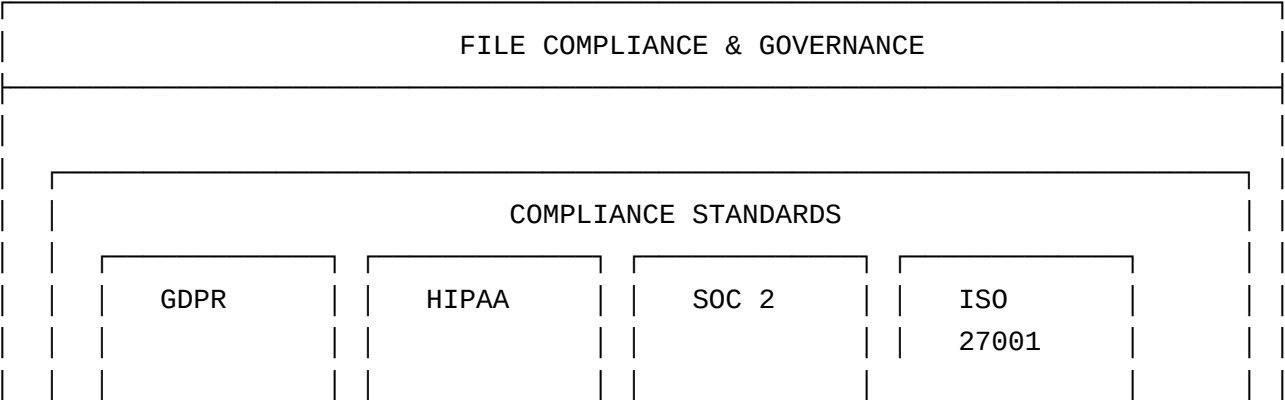 FILE COMPLIANCE & GOVERNANCE
COMPLIANCE STANDARDS
GDPR HIPAA SOC 2 ISO
27001